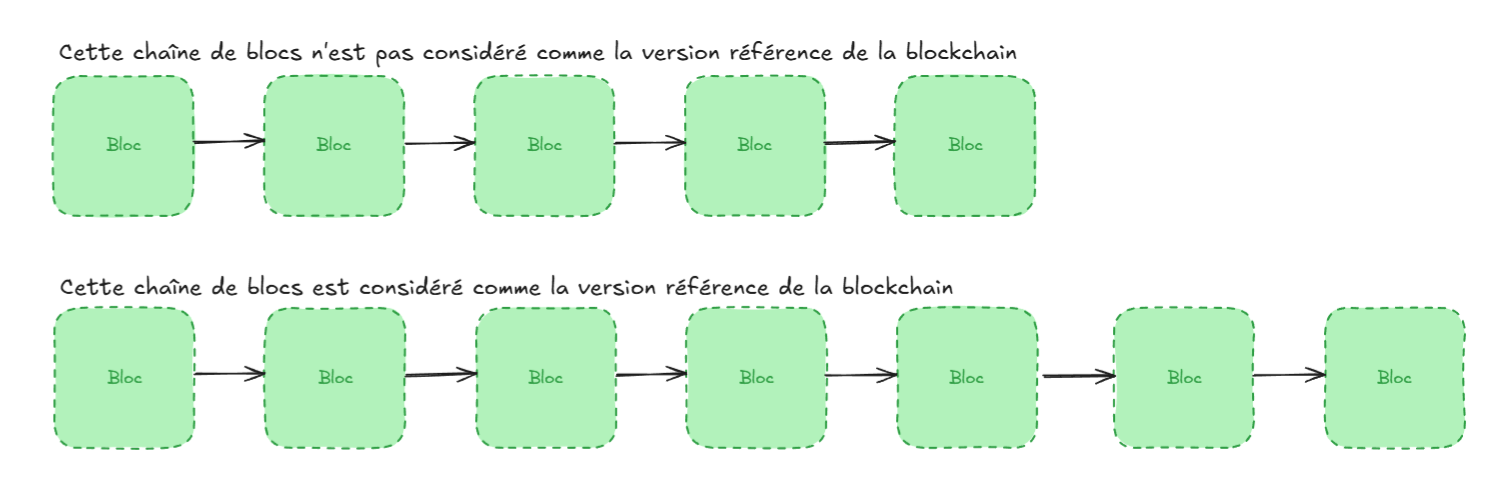 Cette chaîne de blocs n'est pas considéré comme la version référence de la blockchain
Bloc Bloc Bloc Bloc Bloc
Cette chaîne de blocs est considéré comme la version référence de la blockchain
Bloc Bloc Bloc Bloc Bloc Bloc Bloc